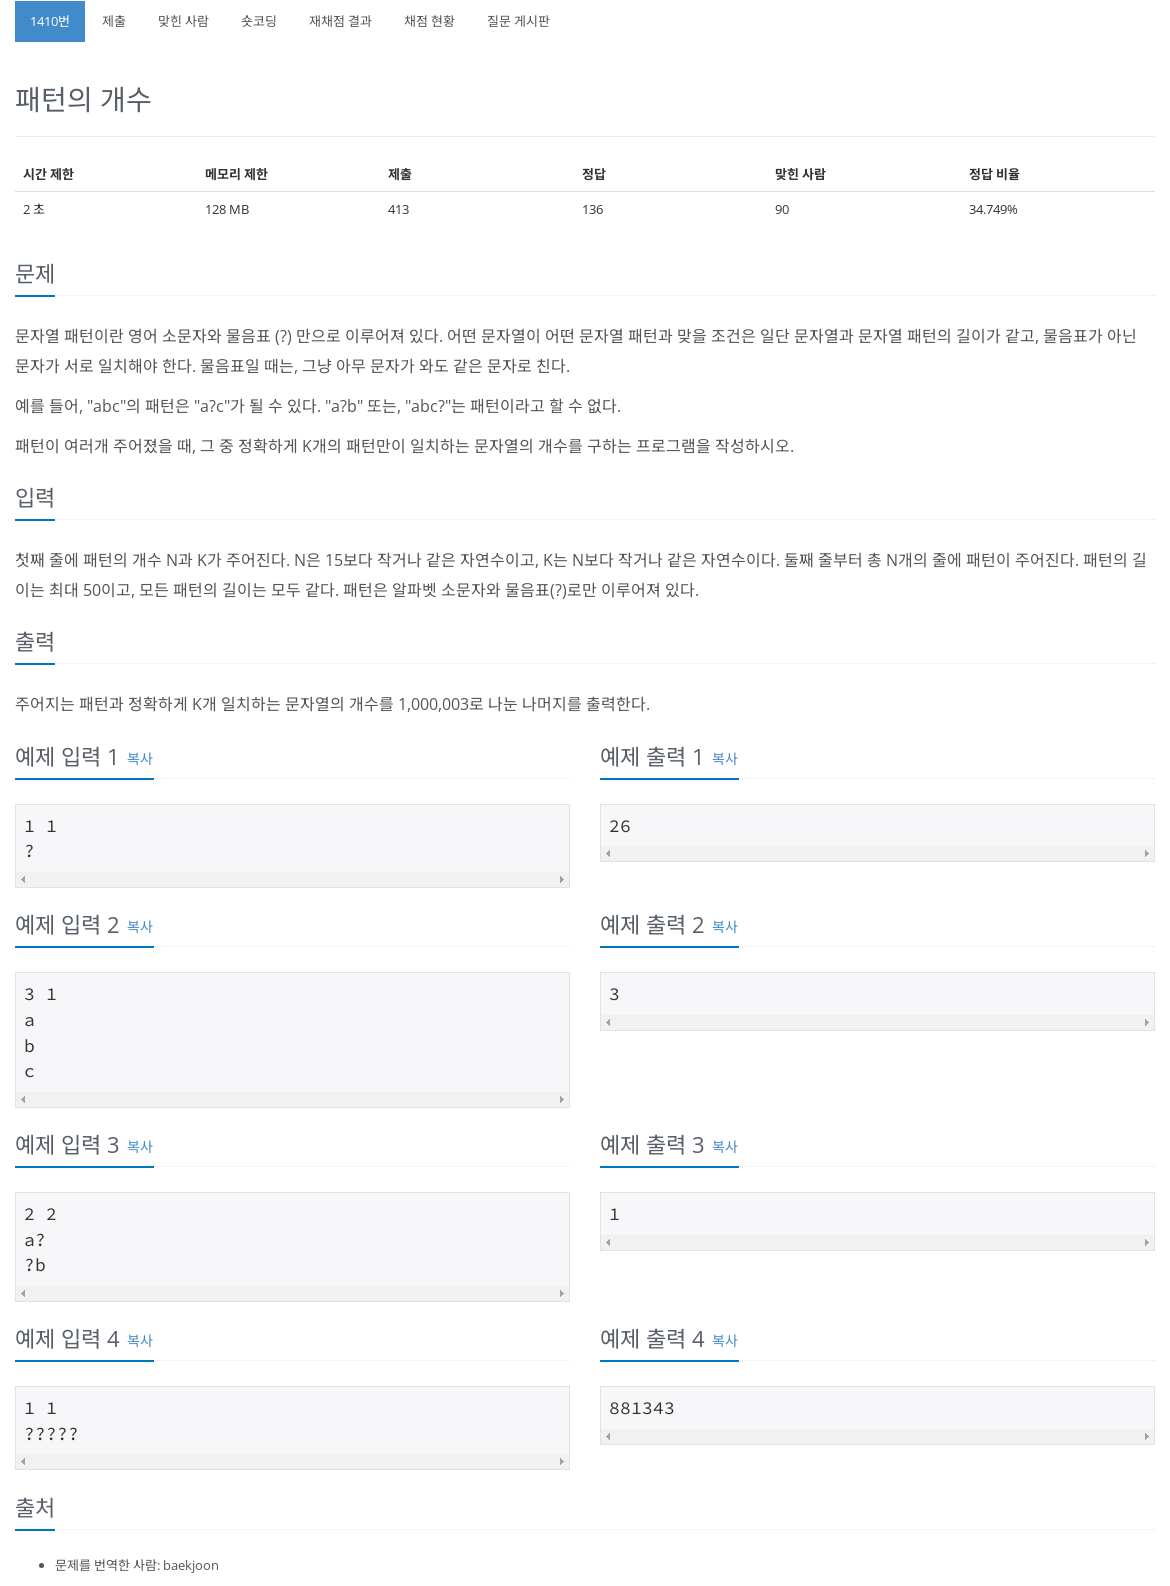 1410번 제출 맞힌 사람 숏코딩 재채점 결과 채점 현황 질문 게시판
패턴의 개수
시간 제한 메모리 제한 제출 정답 맞힌 사람 정답 비율
2 초 128 MB 413 136 90 34.749%
문제
문자열 패턴이란 영어 소문자와 물음표 (?) 만으로 이루어져 있다. 어떤 문자열이 어떤 문자열 패턴과 맞을 조건은 일단 문자열과 문자열 패턴의 길이가 같고, 물음표가 아닌
문자가 서로 일치해야 한다. 물음표일 때는, 그냥 아무 문자가 와도 같은 문자로 친다.
예를 들어, "abc"의 패턴은 "a?c"가 될 수 있다. "a?b" 또는, "abc?"는 패턴이라고 할 수 없다.
패턴이 여러개 주어졌을 때, 그 중 정확하게 K개의 패턴만이 일치하는 문자열의 개수를 구하는 프로그램을 작성하시오.
입력
첫째 줄에 패턴의 개수 N과 K가 주어진다. N은 15보다 작거나 같은 자연수이고, K는 N보다 작거나 같은 자연수이다. 둘째 줄부터 총 N개의 줄에 패턴이 주어진다. 패턴의 길
이는 최대 50이고, 모든 패턴의 길이는 모두 같다. 패턴은 알파벳 소문자와 물음표(?)로만 이루어져 있다.
출력
주어지는 패턴과 정확하게 K개 일치하는 문자열의 개수를 1,000,003로 나눈 나머지를 출력한다.
예제 입력 1 복사
1 1
?
예제 출력 1 복사
26
예제 입력 2 복사
3 1
a
b
c
예제 출력 2 복사
3
예제 입력 3 복사
2 2
a?
?b
예제 출력 3 복사
1
예제 입력 4 복사
1 1
?????
예제 출력 4 복사
881343
출처
문제를 번역한 사람: baekjoon